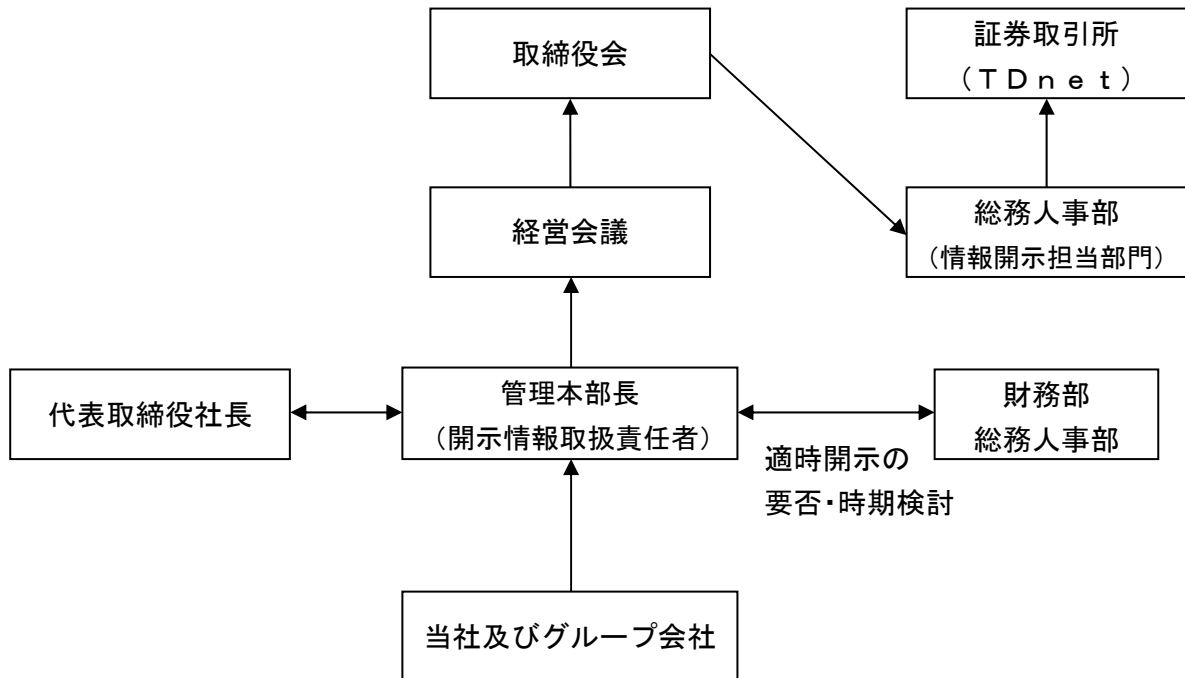 取締役会
証券取引所
（ＴＤｎｅｔ）
経営会議
総務人事部
（情報開示担当部門）
代表取締役社長
管理本部長
（開示情報取扱責任者）
財務部
総務人事部
適時開示の
要否・時期検討
当社及びグループ会社